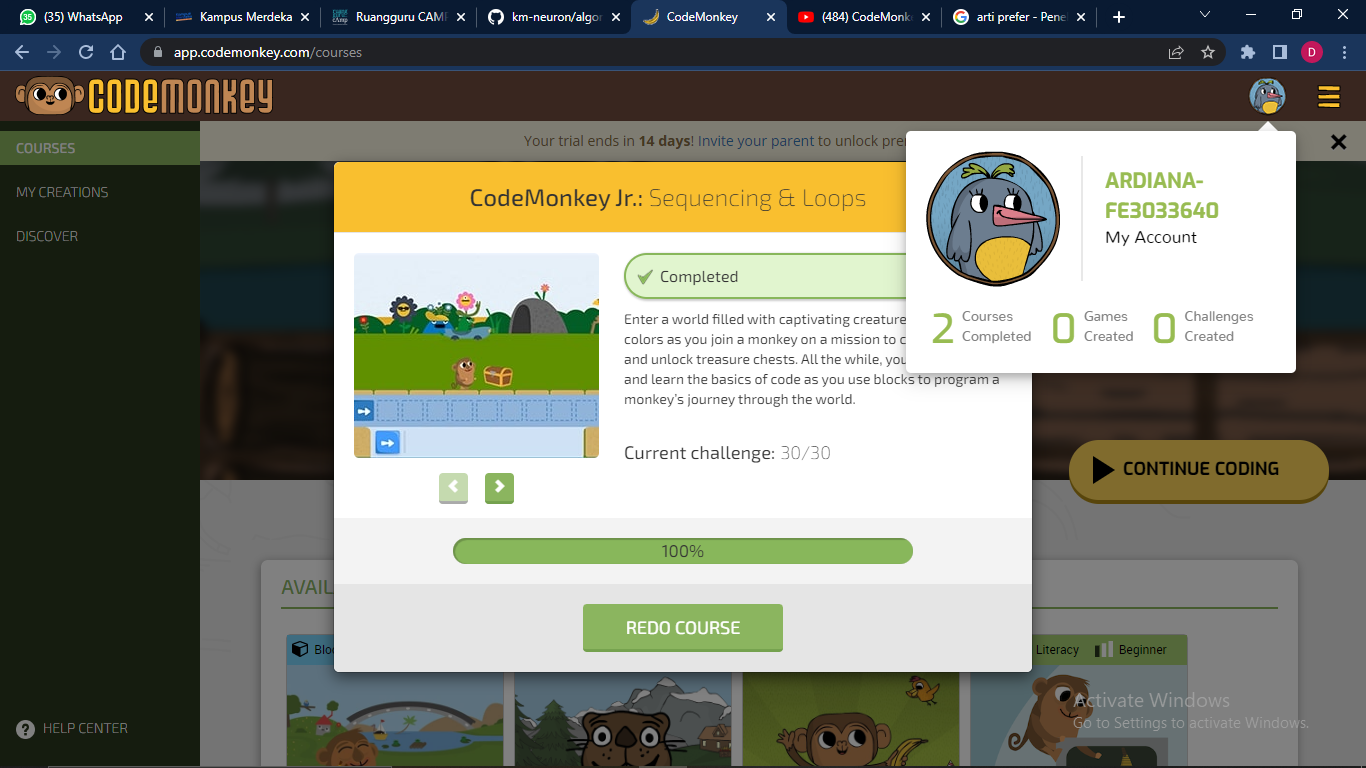 (35) WhatsApp
Kampus Merdeka
Ruangguru CAM
km-neuron/algor
CodeMonkey
(484) CodeMonk
arti prefer - Pene
app.codemonkey.com/courses
D
CODEMONKEY
COURSES
MY CREATIONS
DISCOVER
HELP CENTER
Your trial ends in 14 days! Invite your parent to unlock pre
ARDIANA-
FE3033640
My Account
2 Courses Completed
0 Games Created
0 Challenges Created
CodeMonkey Jr.: Sequencing & Loops
Completed
Enter a world filled with captivating creature
colors as you join a monkey on a mission to c
and unlock treasure chests. All the while, you
and learn the basics of code as you use blocks to program a
monkey's journey through the world.
Current challenge: 30/30
100%
REDO COURSE
CONTINUE CODING
AVAIL
Bloc
Literacy
Beginner
Activate Windows
Go to Settings to activate Windows.